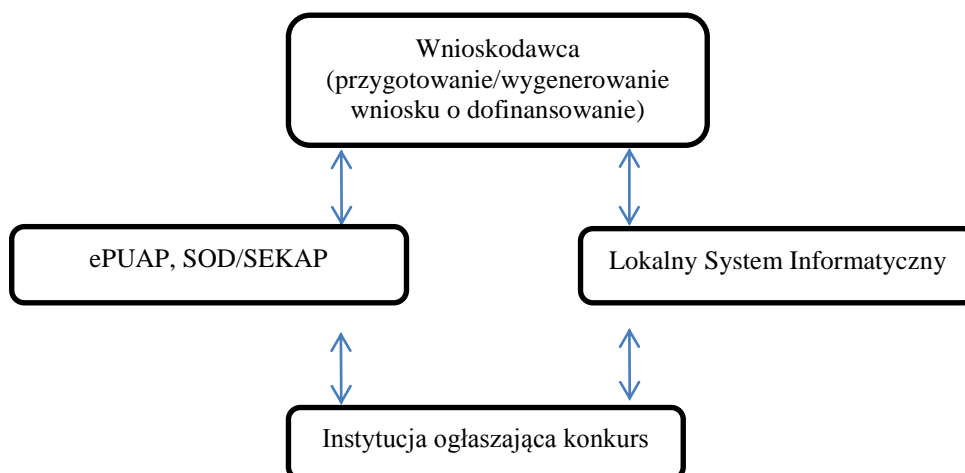 Wnioskodawca
(przygotowanie/wygenerowanie
wniosku o dofinansowanie)
ePUAP, SOD/SEKAP
Lokalny System Informatyczny
Instytucja ogłaszająca konkurs